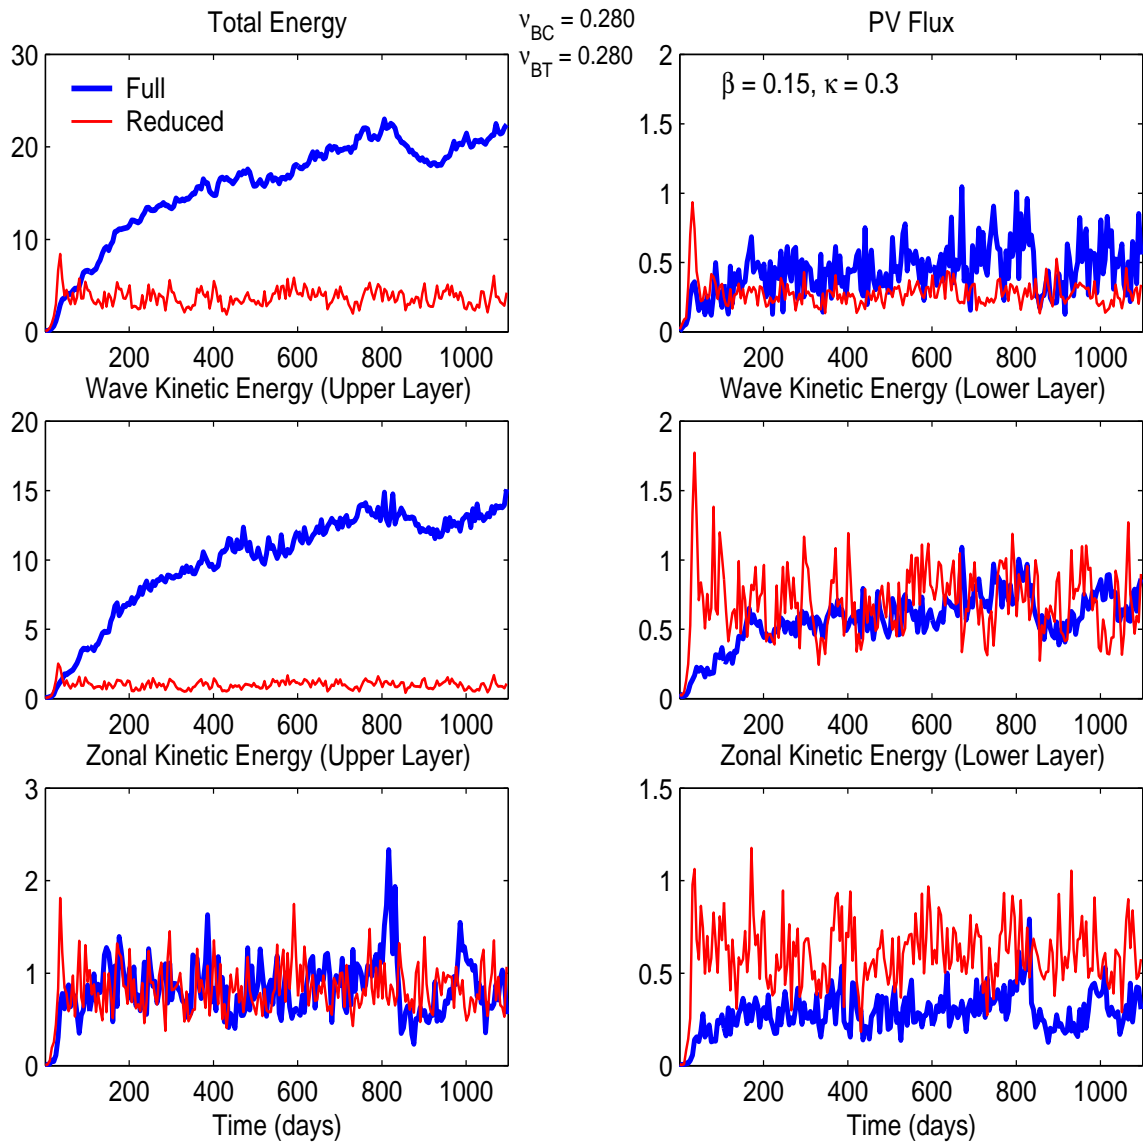 Total Energy
ν_BC = 0.280
ν_BT = 0.280
PV Flux
30
20
10
0
Full
Reduced
200 400 600 800 1000
2
1.5
1
0.5
0
β = 0.15, κ = 0.3
200 400 600 800 1000
Wave Kinetic Energy (Upper Layer)
20
15
10
5
0
200 400 600 800 1000
Wave Kinetic Energy (Lower Layer)
2
1.5
1
0.5
0
200 400 600 800 1000
Zonal Kinetic Energy (Upper Layer)
3
2
1
0
200 400 600 800 1000
Time (days)
Zonal Kinetic Energy (Lower Layer)
1.5
1
0.5
0
200 400 600 800 1000
Time (days)